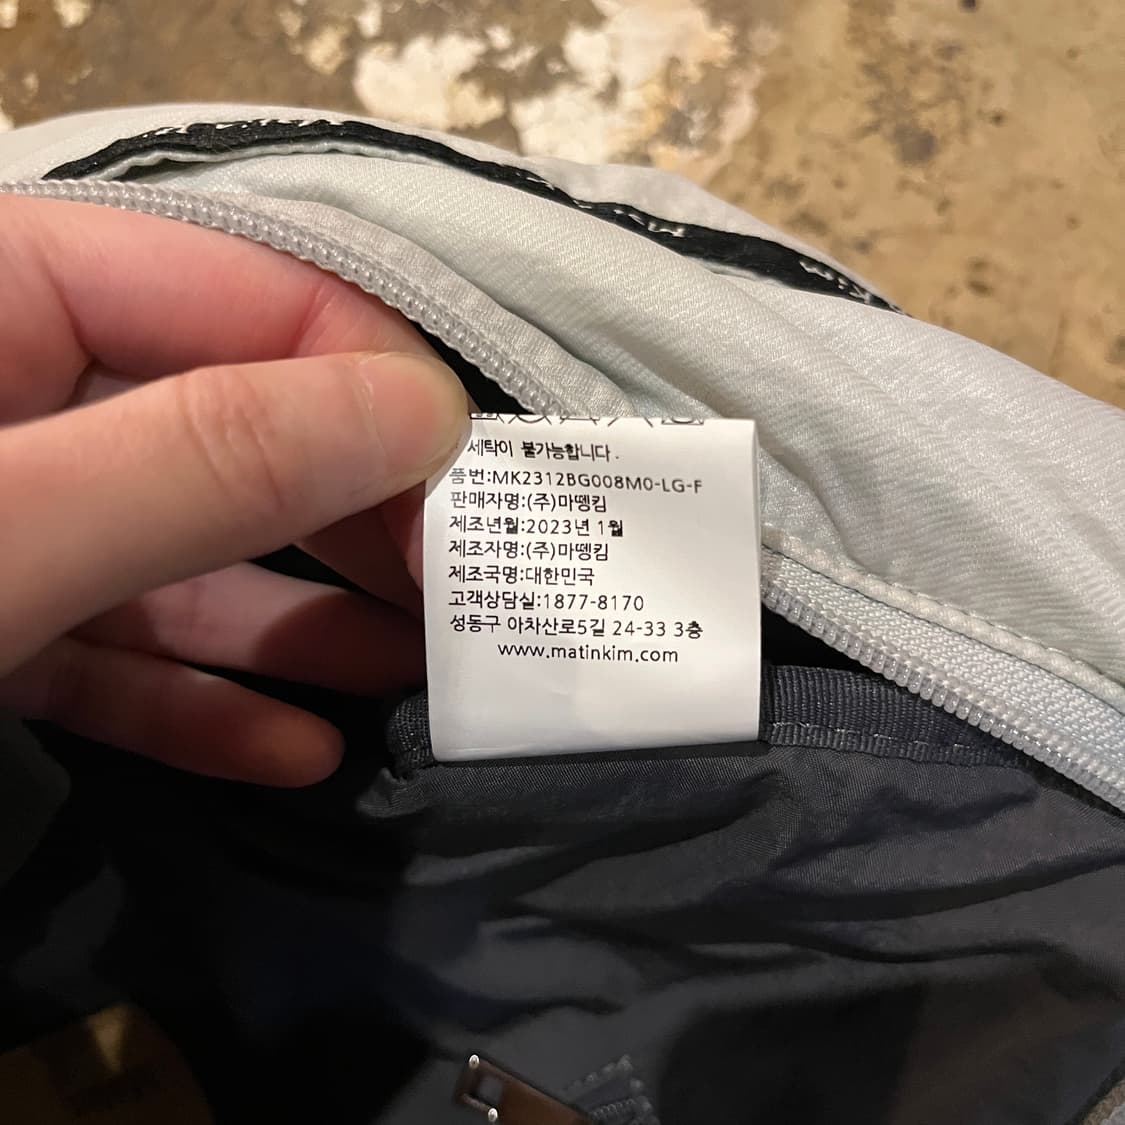 세탁이 불가능합니다.
품번:MK2312BG008M0-LG-F
판매자명:(주)마뗑킴
제조년월:2023년 1월
제조자명:(주)마뗑킴
제조국명:대한민국
고객상담실:1877-8170
성동구 아차산로5길 24-33 3층
www.matinkim.com